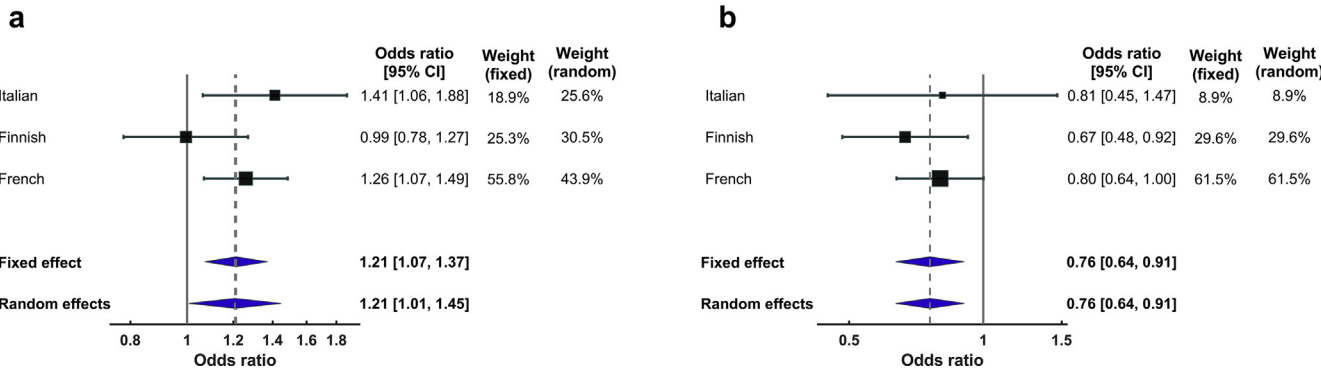 a
Odds ratio [95% CI] Weight (fixed) Weight (random)
Italian 1.41 [1.06, 1.88] 18.9% 25.6%
Finnish 0.99 [0.78, 1.27] 25.3% 30.5%
French 1.26 [1.07, 1.49] 55.8% 43.9%
Fixed effect 1.21 [1.07, 1.37]
Random effects 1.21 [1.01, 1.45]
0.8 1 1.2 1.4 1.6 1.8
Odds ratio
b
Odds ratio [95% CI] Weight (fixed) Weight (random)
Italian 0.81 [0.45, 1.47] 8.9% 8.9%
Finnish 0.67 [0.48, 0.92] 29.6% 29.6%
French 0.80 [0.64, 1.00] 61.5% 61.5%
Fixed effect 0.76 [0.64, 0.91]
Random effects 0.76 [0.64, 0.91]
0.5 1 1.5
Odds ratio